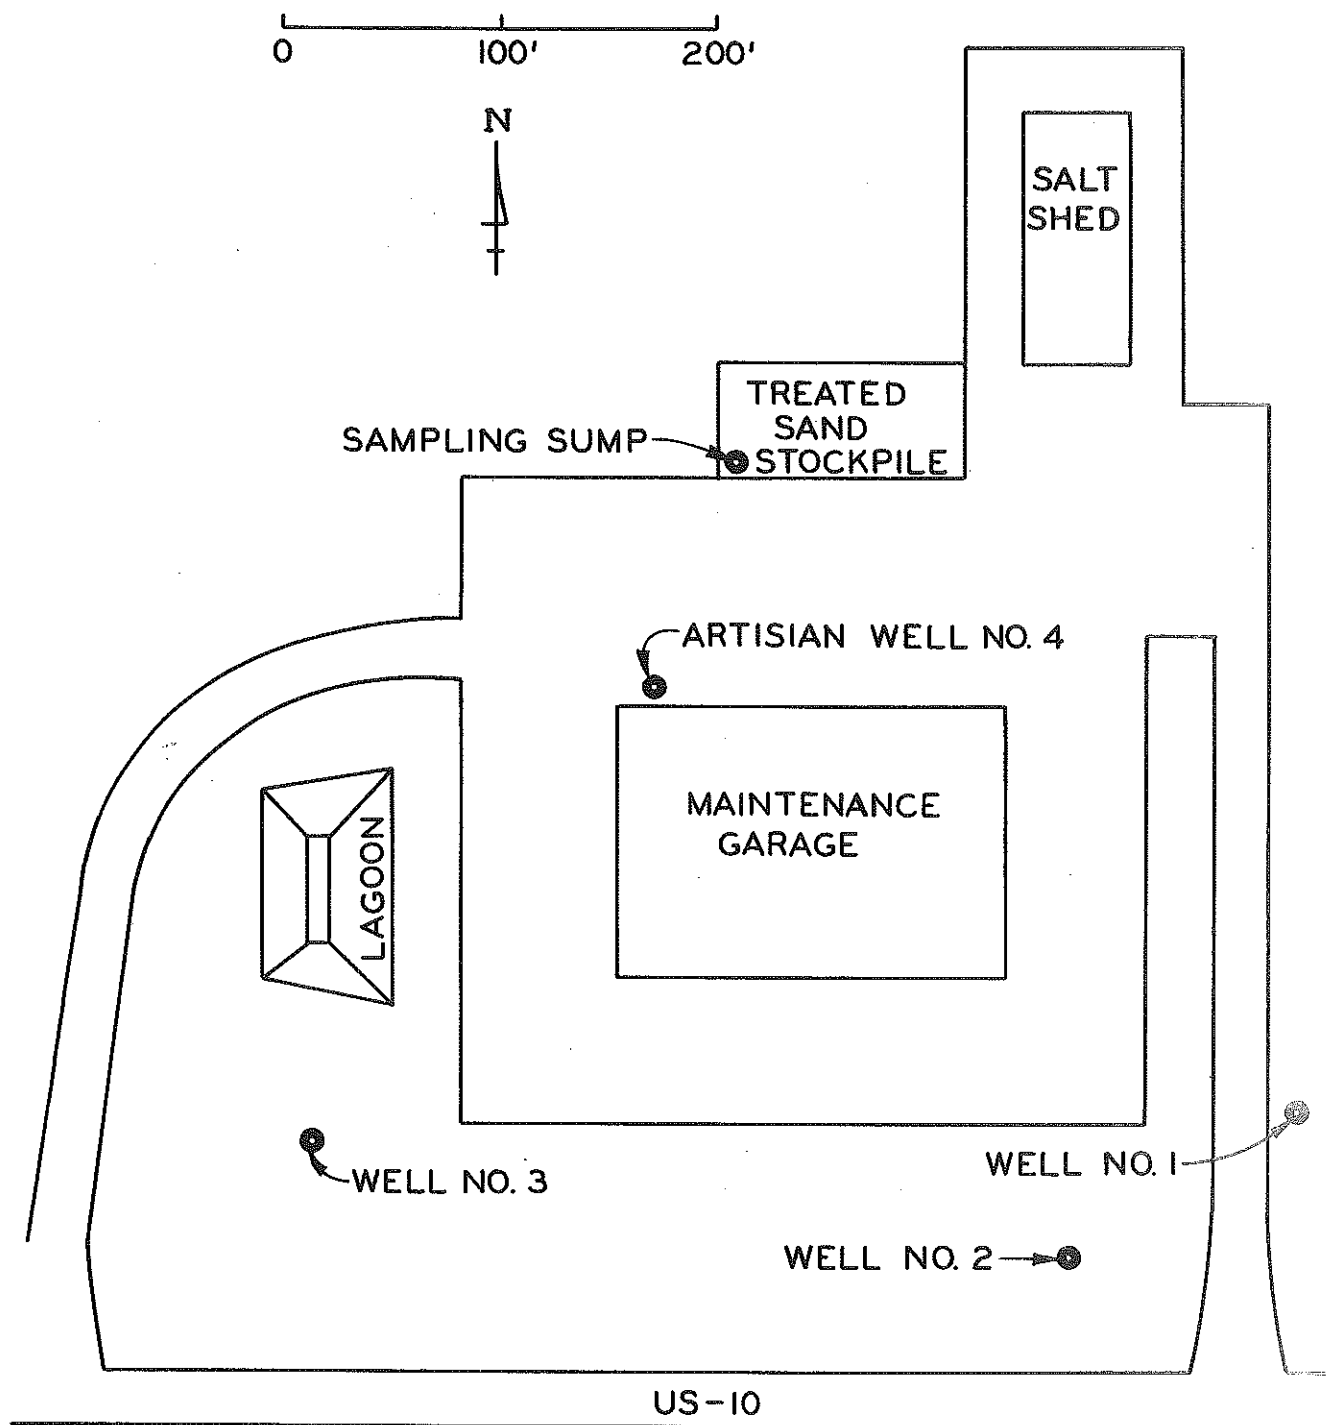 0 100' 200'
N
SALT
SHED
TREATED
SAND
STOCKPILE
SAMPLING SUMP
ARTISIAN WELL NO. 4
MAINTENANCE
GARAGE
LAGOON
WELL NO. 1
WELL NO. 3
WELL NO. 2
US-10